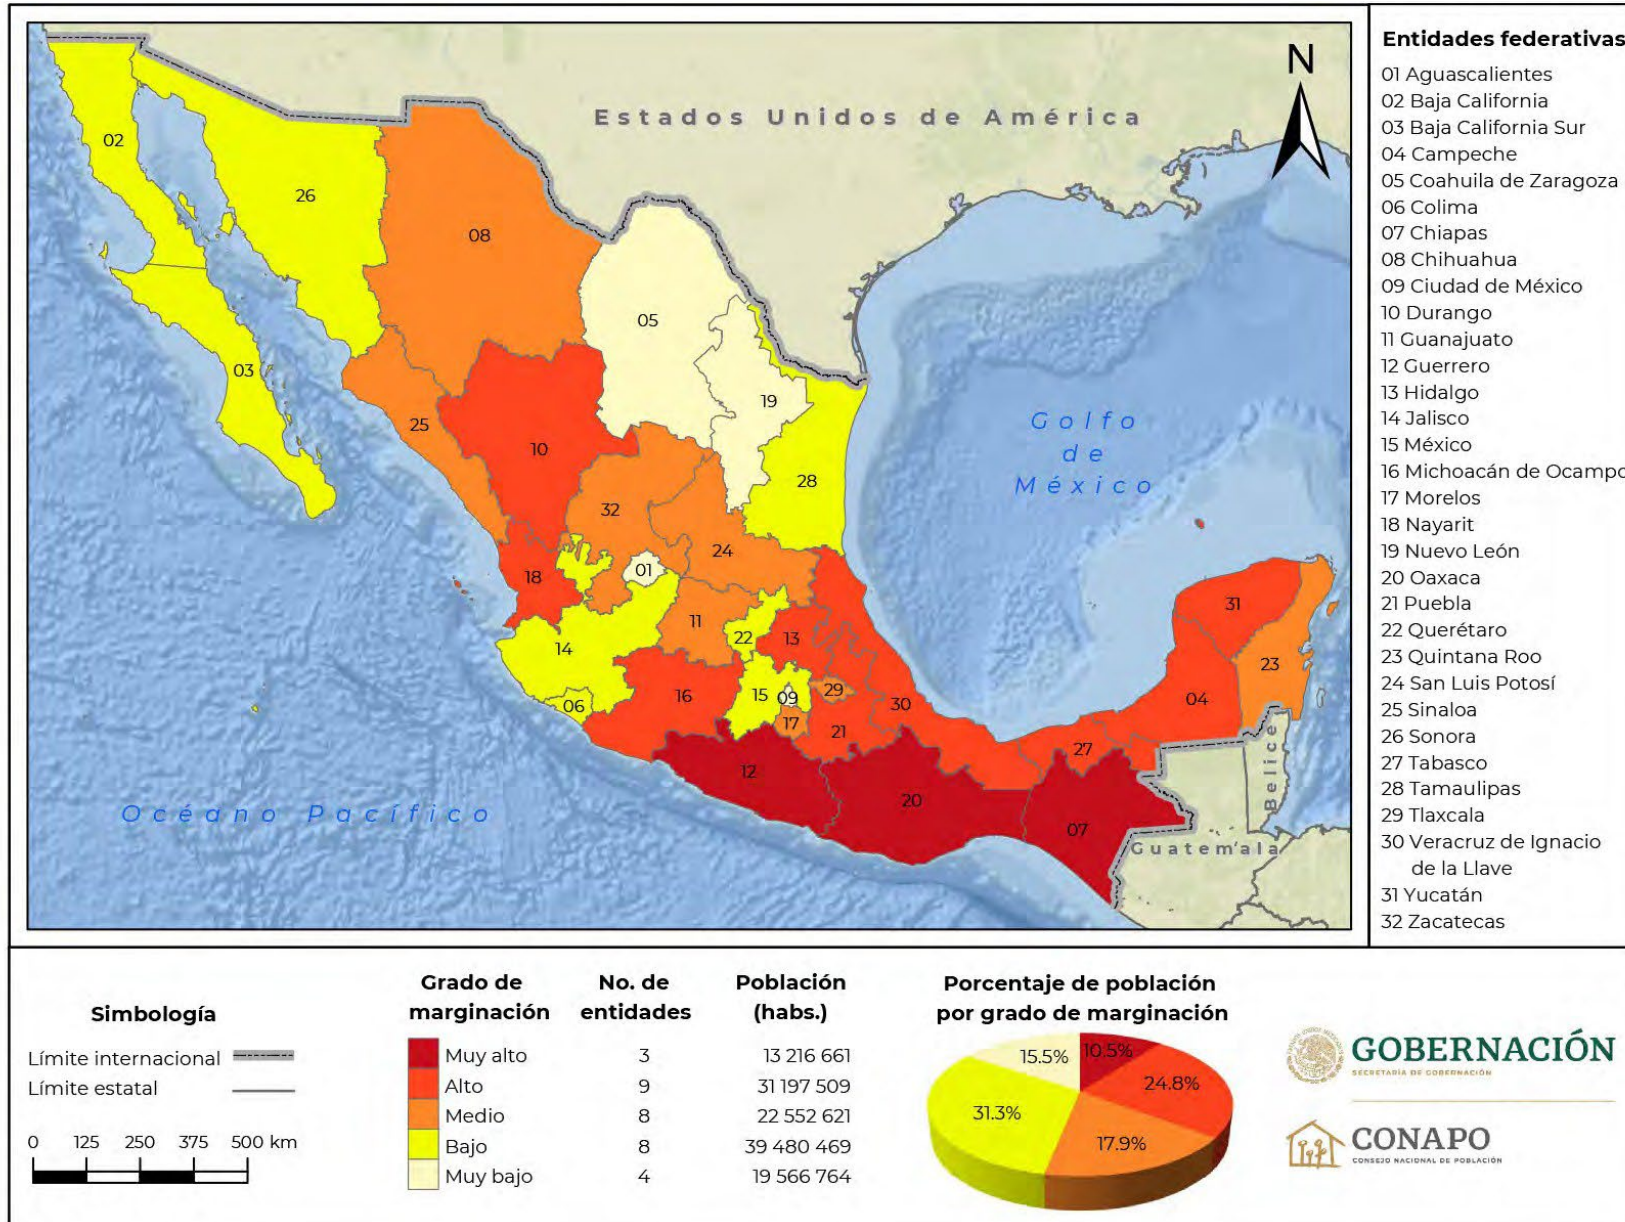 Estados Unidos de América
N
02
26
08
05
03
19
25
10
28
32
24
18
01
31
11
22
13
14
23
15
09
29
16
30
04
06
17
21
27
12
20
07
Golfo
de
México
Océano Pacífico
Belice
Guatemala
Entidades federativas
01 Aguascalientes
02 Baja California
03 Baja California Sur
04 Campeche
05 Coahuila de Zaragoza
06 Colima
07 Chiapas
08 Chihuahua
09 Ciudad de México
10 Durango
11 Guanajuato
12 Guerrero
13 Hidalgo
14 Jalisco
15 México
16 Michoacán de Ocampo
17 Morelos
18 Nayarit
19 Nuevo León
20 Oaxaca
21 Puebla
22 Querétaro
23 Quintana Roo
24 San Luis Potosí
25 Sinaloa
26 Sonora
27 Tabasco
28 Tamaulipas
29 Tlaxcala
30 Veracruz de Ignacio
de la Llave
31 Yucatán
32 Zacatecas
Simbología
Límite internacional
Límite estatal
0 125 250 375 500 km
Grado de marginación No. de entidades Población (habs.)
Muy alto 3 13 216 661
Alto 9 31 197 509
Medio 8 22 552 621
Bajo 8 39 480 469
Muy bajo 4 19 566 764
Porcentaje de población
por grado de marginación
15.5% 10.5%
24.8%
31.3%
17.9%
GOBERNACIÓN
SECRETARÍA DE GOBERNACIÓN
CONAPO
CONSEJO NACIONAL DE POBLACIÓN